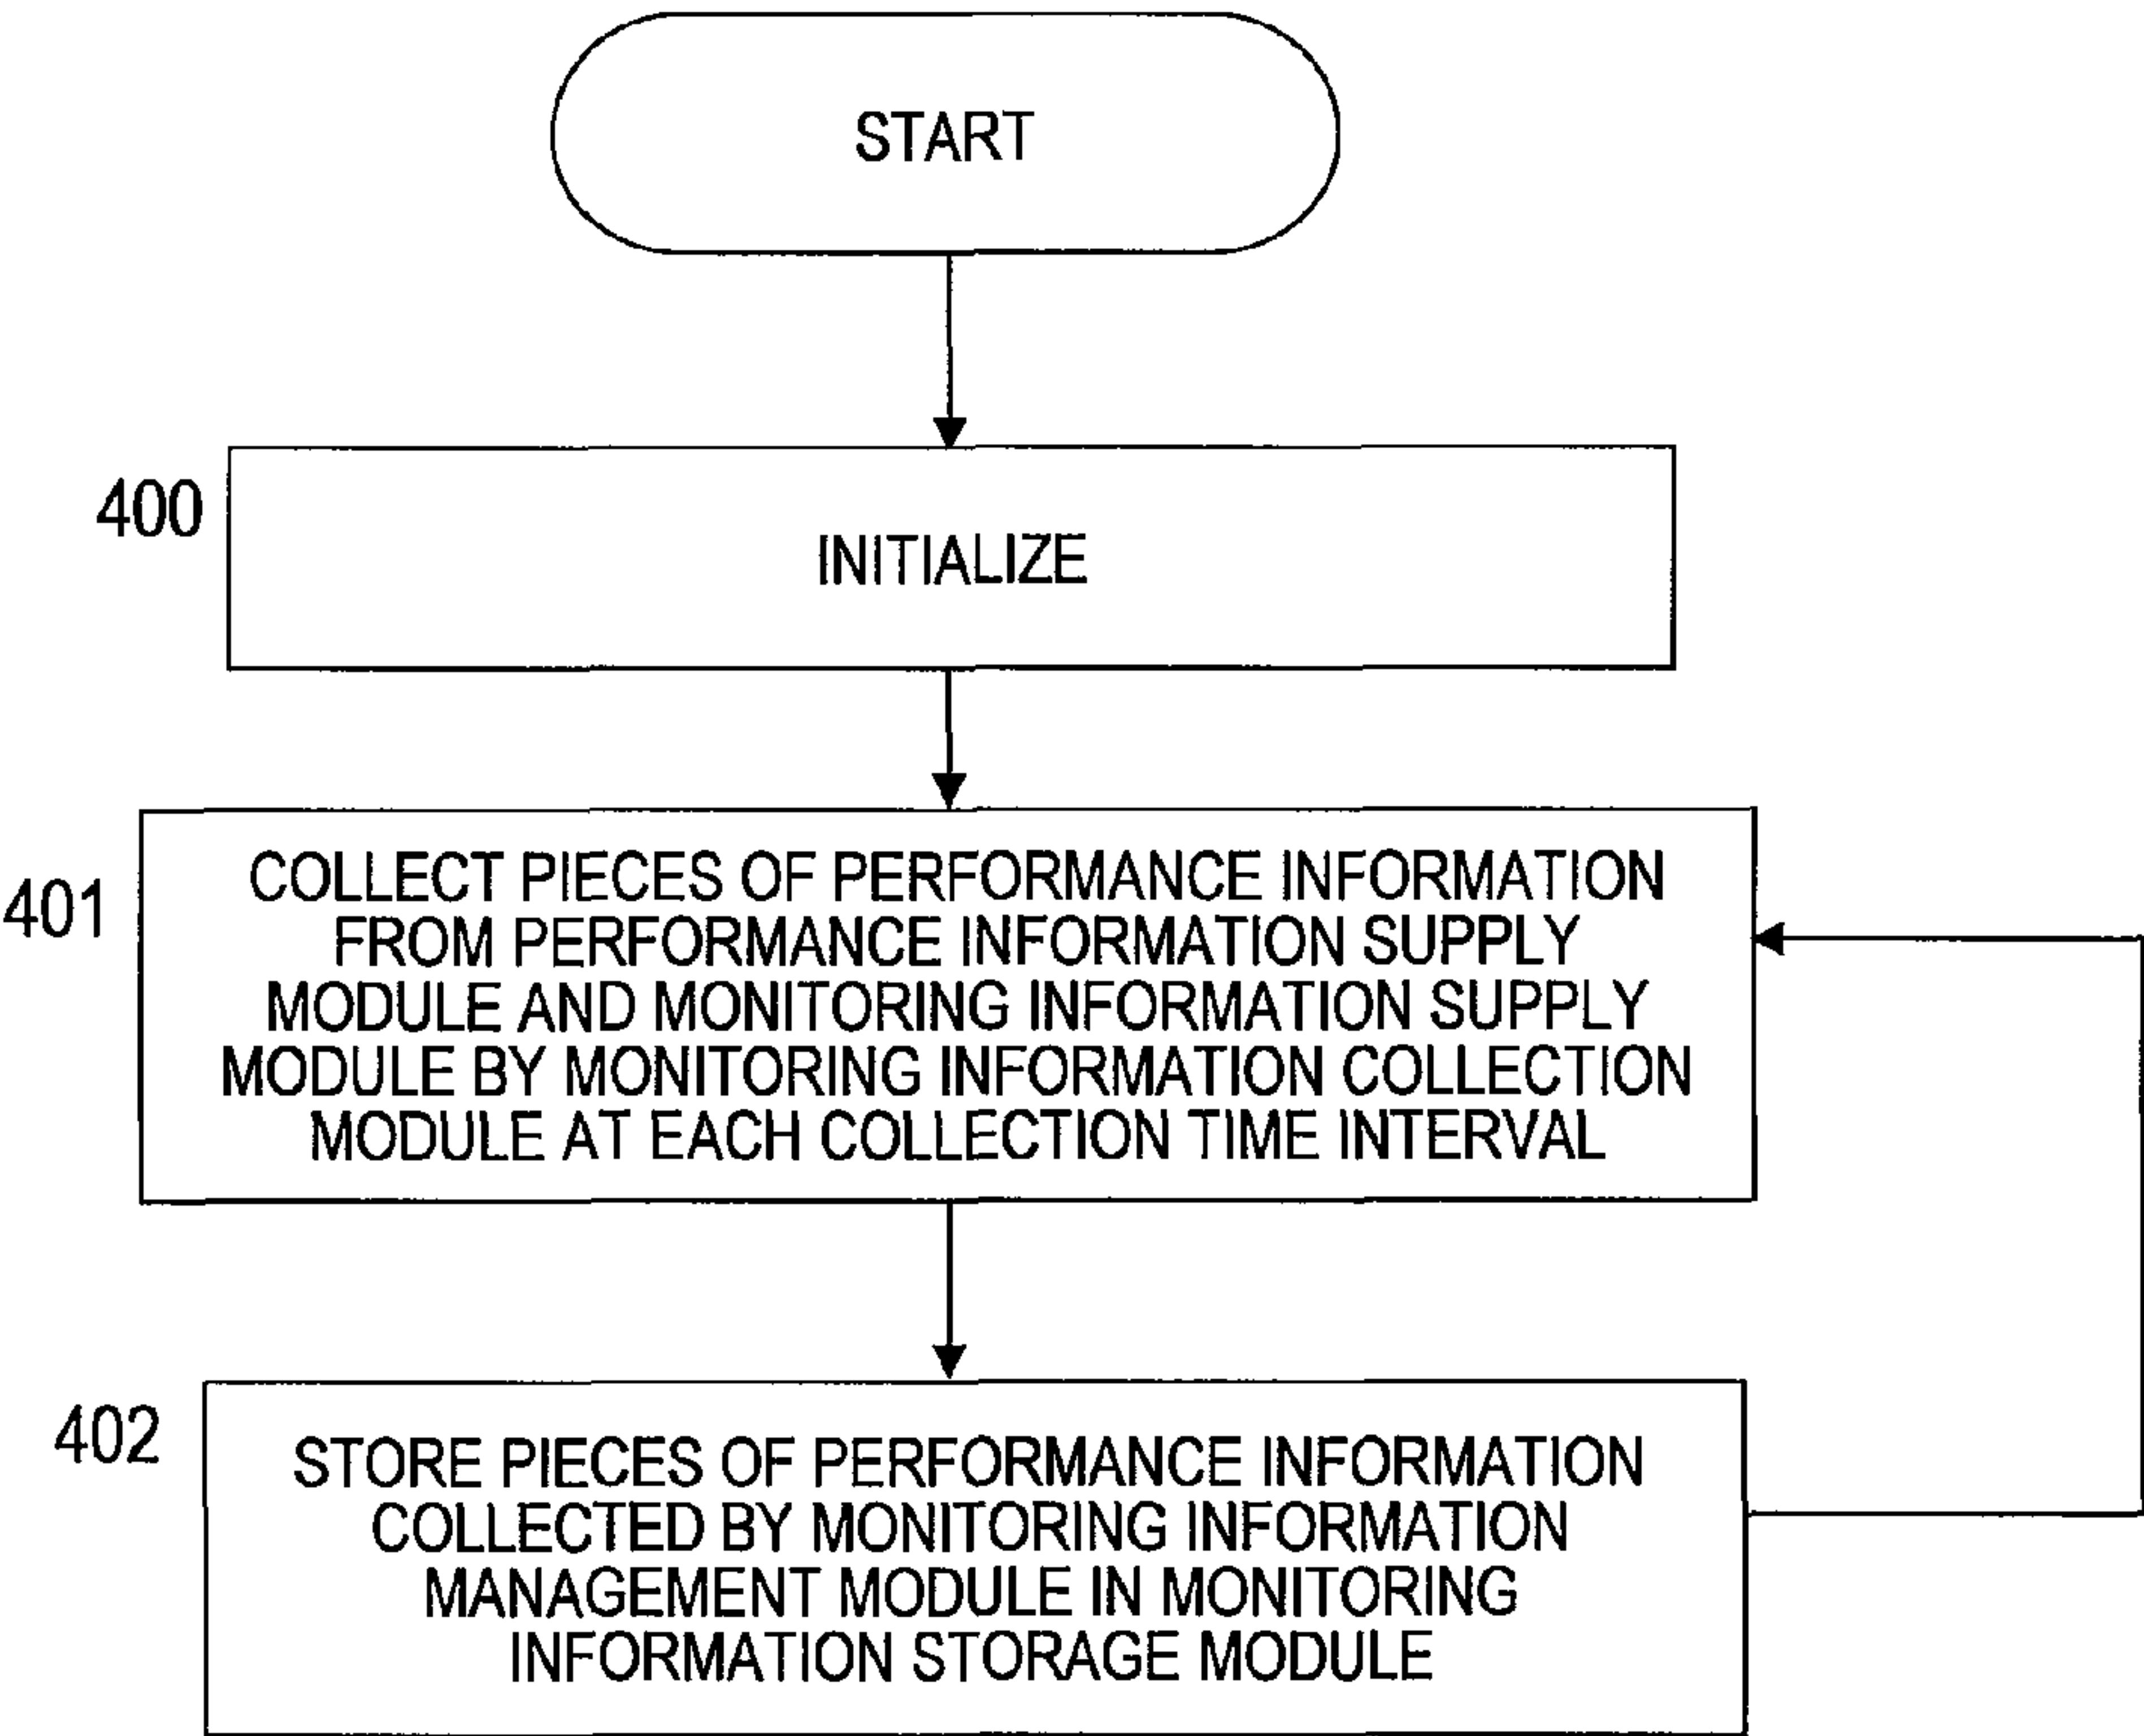 START
400
INITIALIZE
401
COLLECT PIECES OF PERFORMANCE INFORMATION
FROM PERFORMANCE INFORMATION SUPPLY
MODULE AND MONITORING INFORMATION SUPPLY
MODULE BY MONITORING INFORMATION COLLECTION
MODULE AT EACH COLLECTION TIME INTERVAL
402
STORE PIECES OF PERFORMANCE INFORMATION
COLLECTED BY MONITORING INFORMATION
MANAGEMENT MODULE IN MONITORING
INFORMATION STORAGE MODULE